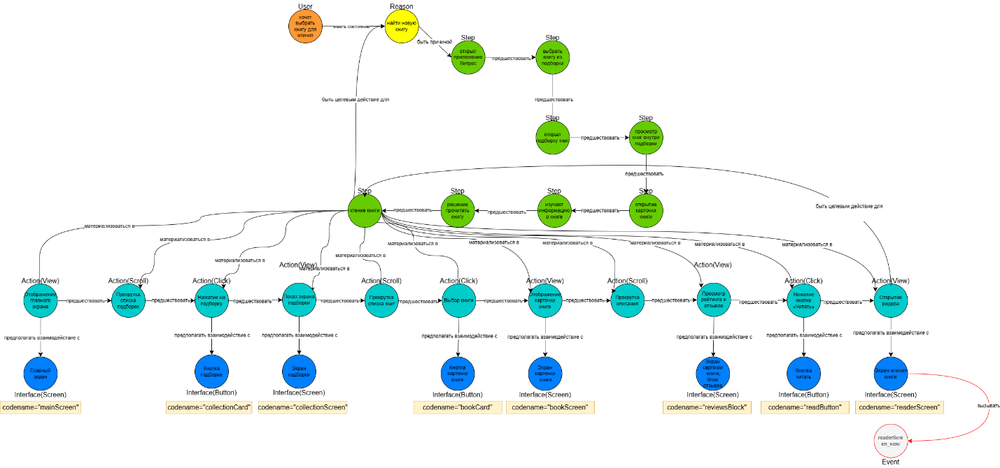 User
хочет
выбрать
книгу для
чтения
иметь состояние
Reason
найти новую
книгу
быть причиной
Step
открыл
приложение
Литрес
предшествовать
Step
выбрать
книгу из
подборки
быть целевым действие для
предшествовать
Step
открыл
подборку книг
предшествовать
Step
просмотр
книг внутри
подборки
предшествовать
Step
чтение книги
предшествовать
Step
решение
прочитать
книгу
предшествовать
Step
изучает
информацию
о книге
предшествовать
Step
открытие
карточки
книги
быть целевым действие для
материализоваться в
материализоваться в
материализоваться в
материализоваться в
материализоваться в
материализоваться в
материализоваться в
материализоваться в
материализоваться в
материализоваться в
материализоваться в
Action(View)
Отображение
главного
экрана
предшествовать
Action(Scroll)
Прокрутка
списка
подборок
предшествовать
Action(Click)
Нажатие на
подборку
предшествовать
Action(View)
Показ экрана
подборки
предшествовать
Action(Scroll)
Прокрутка
списка книг
предшествовать
Action(Click)
Выбор книги
предшествовать
Action(View)
Отображение
карточки
книги
предшествовать
Action(Scroll)
Прокрутка
описания
предшествовать
Action(View)
Просмотр
рейтинга и
отзывов
предшествовать
Action(Click)
Нажатие
кнопки
«Читать»
предшествовать
Action(View)
Открытие
ридера
предполагать взаимодействие с
предполагать взаимодействие с
предполагать взаимодействие с
предполагать взаимодействие с
предполагать взаимодействие с
предполагать взаимодействие с
предполагать взаимодействие с
предполагать взаимодействие с
Главный
экран
Interface(Screen)
codename="mainScreen"
Кнопка
подборки
Interface(Button)
codename="collectionCard"
Экран
подборки
Interface(Screen)
codename="collectionScreen"
Кнопка
карточки
книги
Interface(Button)
codename="bookCard"
Экран
карточки
книги
Interface(Screen)
codename="bookScreen"
Экран
карточки
книги,
блок
отзывов
Interface(Screen)
codename="reviewsBlock"
Кнопка
читать
Interface(Button)
codename="readButton"
Экран чтения
книги
Interface(Screen)
codename="readerScreen"
вызывать
readerScre
en_view
Event